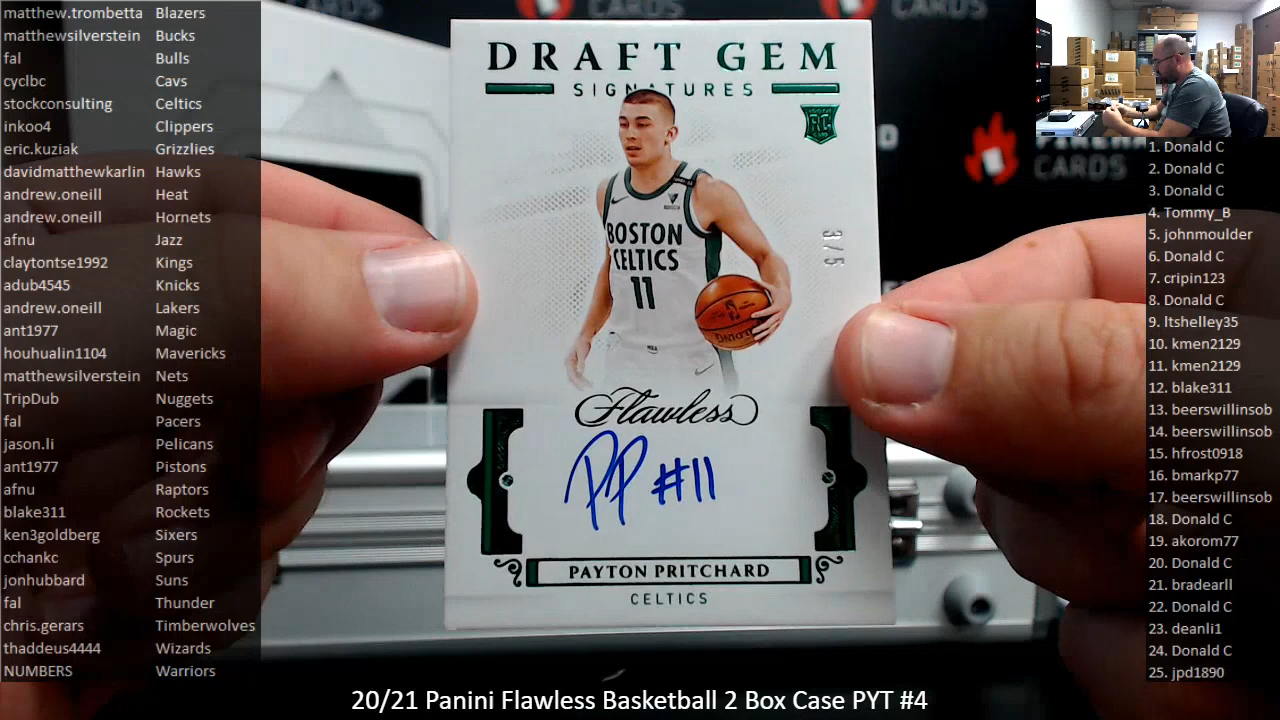 matthew.trombetta Blazers
matthewsilverstein Bucks
fal Bulls
cyclbc Cavs
stockconsulting Celtics
inkoo4 Clippers
eric.kuziak Grizzlies
davidmatthewkarlin Hawks
andrew.oneill Heat
andrew.oneill Hornets
afnu Jazz
claytontse1992 Kings
adub4545 Knicks
andrew.oneill Lakers
ant1977 Magic
houhualin1104 Mavericks
matthewsilverstein Nets
TripDub Nuggets
fal Pacers
jason.li Pelicans
ant1977 Pistons
afnu Raptors
blake311 Rockets
ken3goldberg Sixers
cchankc Spurs
jonhubbard Suns
fal Thunder
chris.gerars Timberwolves
thaddeus4444 Wizards
NUMBERS Warriors
CARDS
CARDS
DRAFT GEM
SIGNATURES
RC
3/5
BOSTON
CELTICS
11
SPALDING
Flawless
PP #11
PAYTON PRITCHARD
CELTICS
CARDS
1. Donald C
2. Donald C
3. Donald C
4. Tommy_B
5. johnmoulder
6. Donald C
7. cripin123
8. Donald C
9. ltshelley35
10. kmen2129
11. kmen2129
12. blake311
13. beerswillinsob
14. beerswillinsob
15. hfrost0918
16. bmarkp77
17. beerswillinsob
18. Donald C
19. akorom77
20. Donald C
21. bradearll
22. Donald C
23. deanli1
24. Donald C
25. jpd1890
20/21 Panini Flawless Basketball 2 Box Case PYT #4